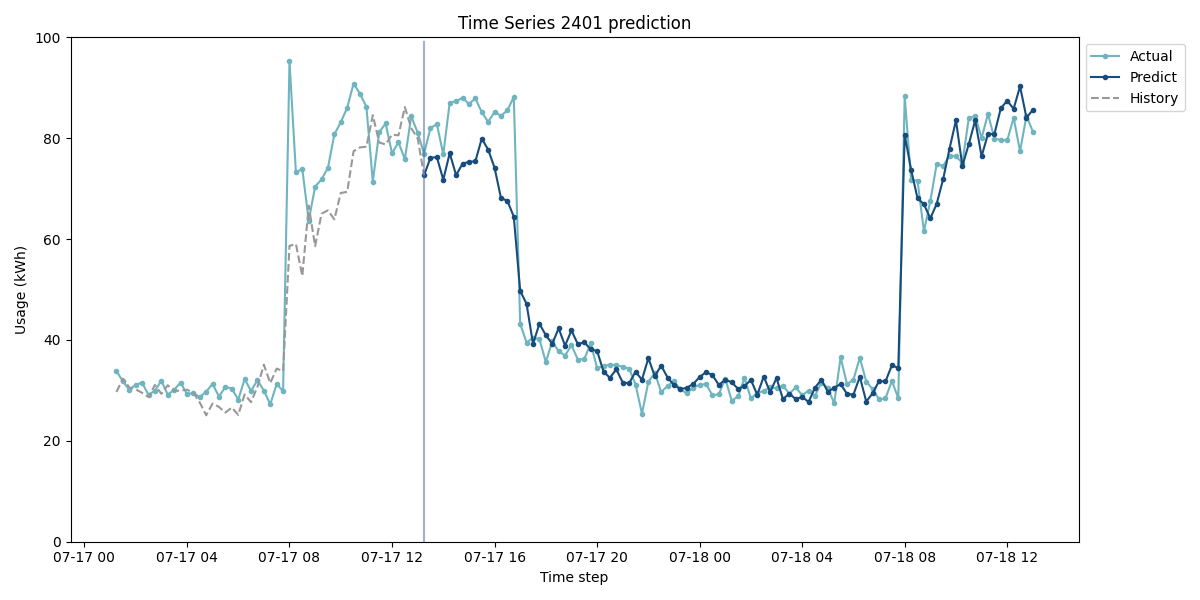 Time Series 2401 prediction
Usage (kWh)
100
80
60
40
20
0
07-17 00 07-17 04 07-17 08 07-17 12 07-17 16 07-17 20 07-18 00 07-18 04 07-18 08 07-18 12
Time step
Actual
Predict
History